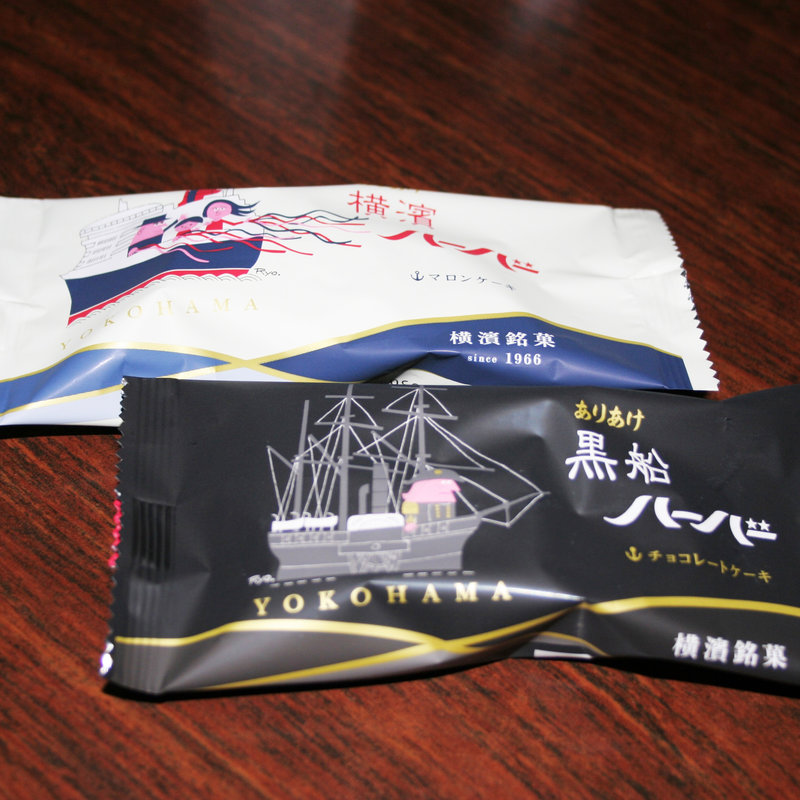 横濱
ハーバー
マロンケーキ
Ryo.
YOKOHAMA
横濱銘菓
since 1966
ありあけ
黒船
ハーバー
チョコレートケーキ
Ryo.
YOKOHAMA
横濱銘菓